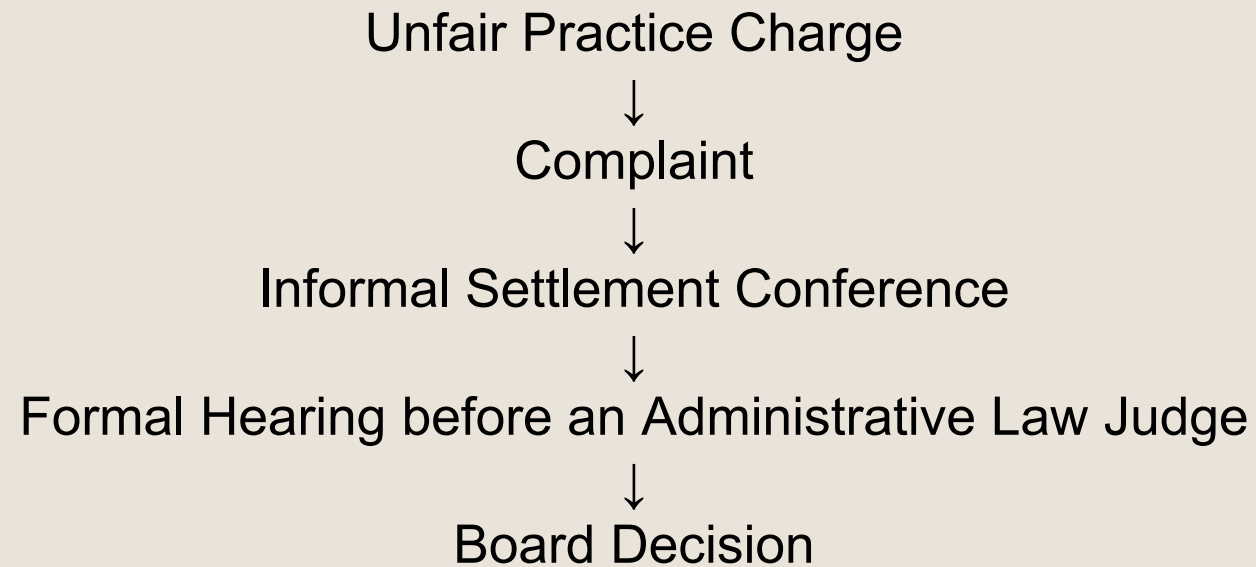 Unfair Practice Charge
↓
Complaint
↓
Informal Settlement Conference
↓
Formal Hearing before an Administrative Law Judge
↓
Board Decision